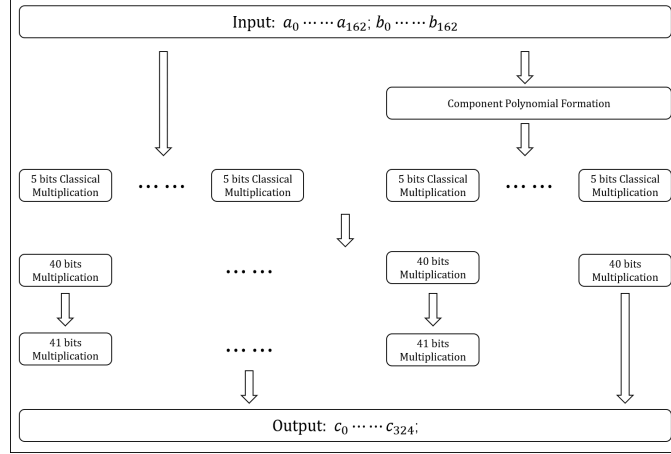 Input: a₀ ⋯⋯ a₁₆₂; b₀ ⋯⋯ b₁₆₂
Component Polynomial Formation
5 bits Classical
Multiplication
⋯⋯
5 bits Classical
Multiplication
5 bits Classical
Multiplication
⋯⋯
5 bits Classical
Multiplication
40 bits
Multiplication
⋯⋯
40 bits
Multiplication
40 bits
Multiplication
41 bits
Multiplication
⋯⋯
41 bits
Multiplication
Output: c₀ ⋯⋯ c₃₂₄;